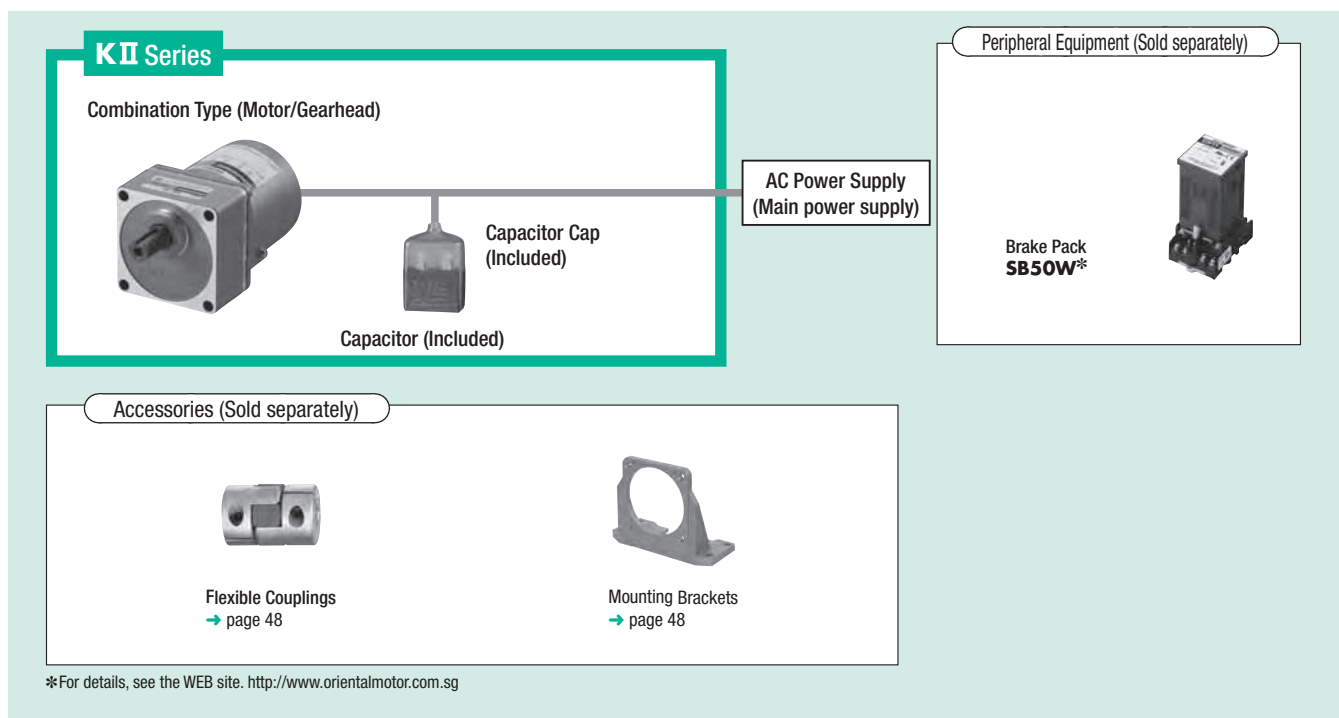 KⅡ Series
Combination Type (Motor/Gearhead)
Capacitor Cap
(Included)
Capacitor (Included)
AC Power Supply
(Main power supply)
Peripheral Equipment (Sold separately)
Brake Pack
SB50W*
Accessories (Sold separately)
Flexible Couplings
➜ page 48
Mounting Brackets
➜ page 48
*For details, see the WEB site. http://www.orientalmotor.com.sg